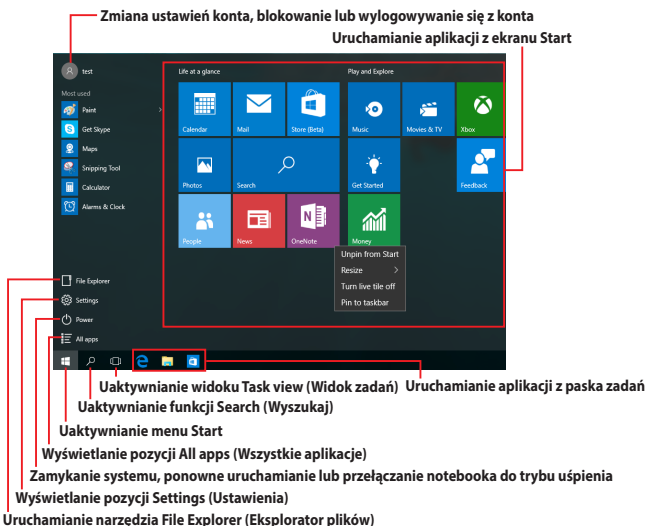 Zmiana ustawień konta, blokowanie lub wylogowywanie się z konta
Uruchamianie aplikacji z ekranu Start
test
Life at a glance
Play and Explore
Most used
Paint
Get Skype
Maps
Snipping Tool
Calculator
Alarms & Clock
Calendar
Mail
Store (Beta)
Music
Movies & TV
Xbox
Photos
Search
Get Started
Feedback
People
News
OneNote
Money
Unpin from Start
Resize
Turn live tile off
Pin to taskbar
File Explorer
Settings
Power
All apps
Uaktywnianie widoku Task view (Widok zadań)
Uruchamianie aplikacji z paska zadań
Uaktywnianie funkcji Search (Wyszukaj)
Uaktywnianie menu Start
Wyświetlanie pozycji All apps (Wszystkie aplikacje)
Zamykanie systemu, ponowne uruchamianie lub przełączanie notebooka do trybu uśpienia
Wyświetlanie pozycji Settings (Ustawienia)
Uruchamianie narzędzia File Explorer (Eksplorator plików)